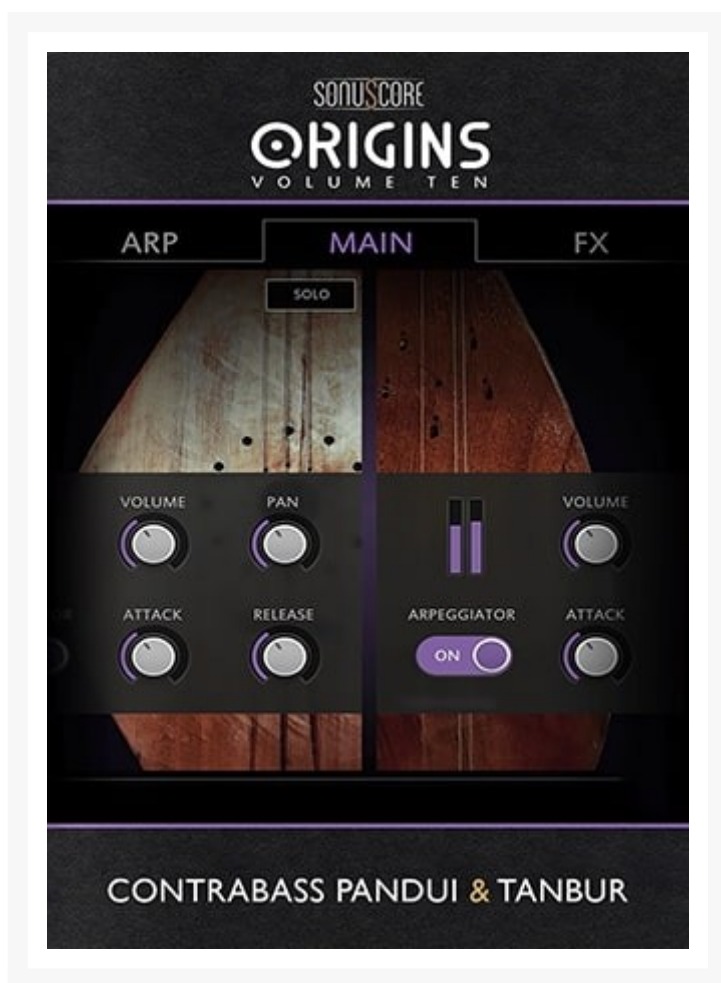 SONUSCORE
ORIGINS
VOLUME TEN
ARP MAIN FX
SOLO
VOLUME PAN VOLUME
ATTACK RELEASE ARPEGGIATOR ATTACK
ON
CONTRABASS PANDUI & TANBUR